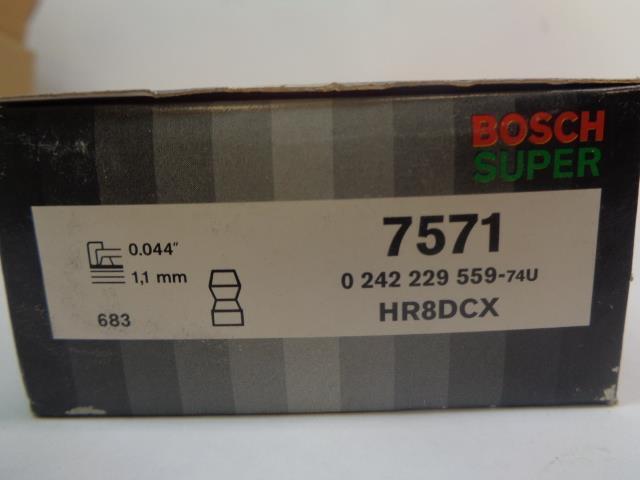 BOSCH
SUPER
7571
0.044"
1,1 mm
0 242 229 559-74U
683
HR8DCX